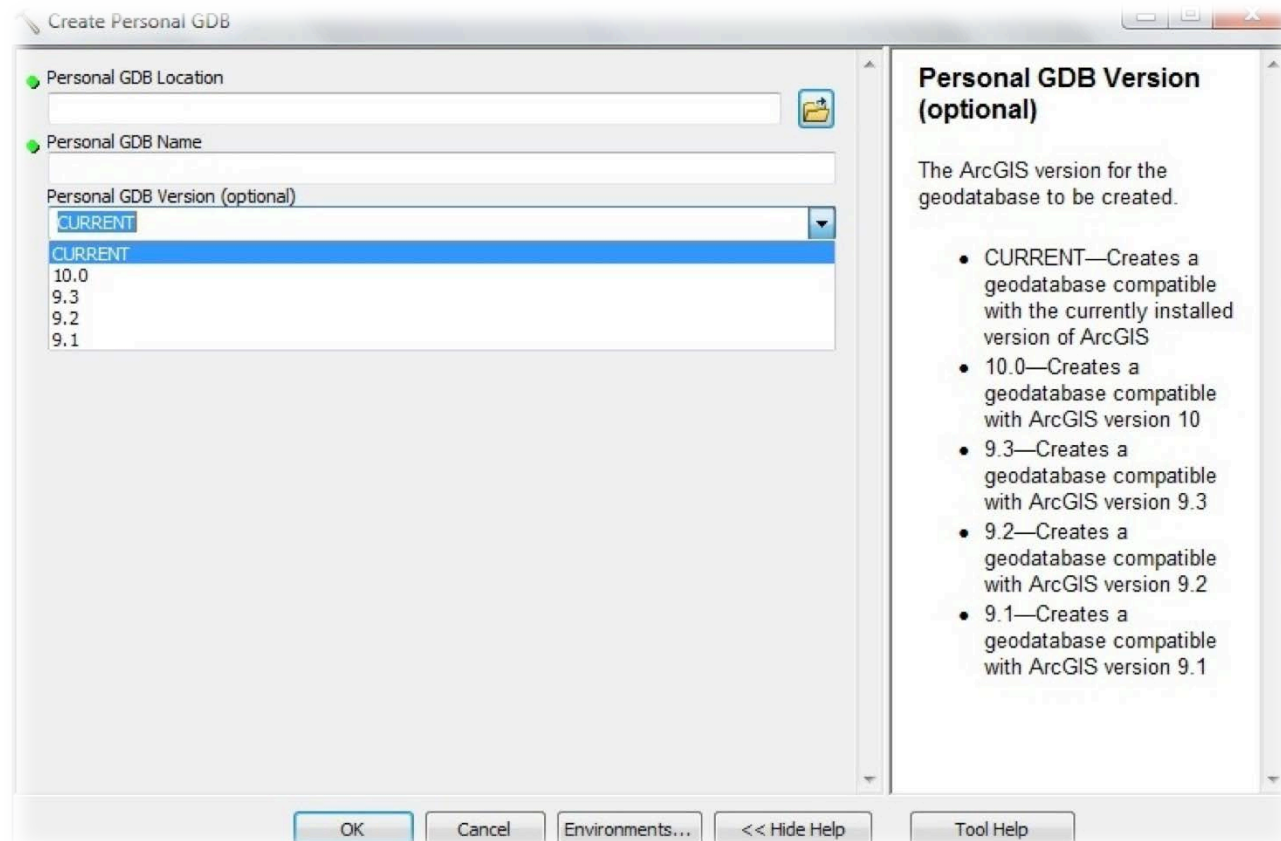 Create Personal GDB
Personal GDB Location
Personal GDB Name
Personal GDB Version (optional)
CURRENT
CURRENT
10.0
9.3
9.2
9.1
Personal GDB Version
(optional)
The ArcGIS version for the
geodatabase to be created.
• CURRENT—Creates a
geodatabase compatible
with the currently installed
version of ArcGIS
• 10.0—Creates a
geodatabase compatible
with ArcGIS version 10
• 9.3—Creates a
geodatabase compatible
with ArcGIS version 9.3
• 9.2—Creates a
geodatabase compatible
with ArcGIS version 9.2
• 9.1—Creates a
geodatabase compatible
with ArcGIS version 9.1
OK
Cancel
Environments...
<< Hide Help
Tool Help